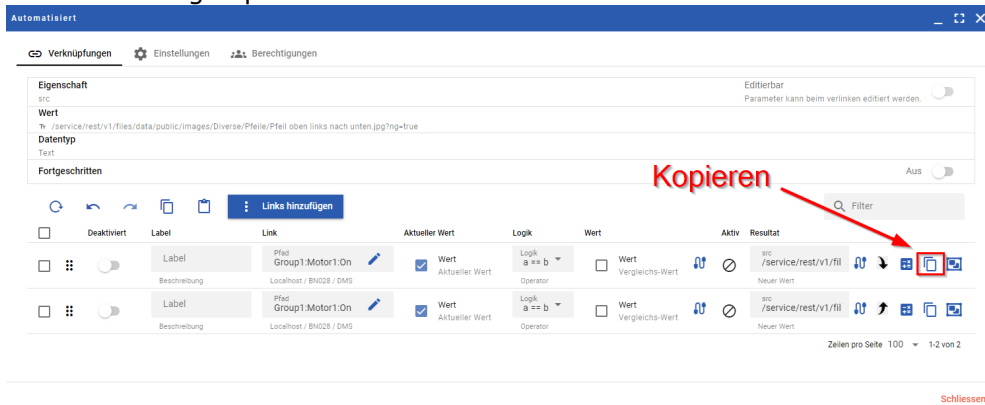 Automatisiert
Verknüpfungen Einstellungen Berechtigungen
Eigenschaft
src
Editierbar
Parameter kann beim verlinken editiert werden.
Wert
Tr /service/rest/v1/files/data/public/images/Diverse/Pfeile/Pfeil oben links nach unten.jpg?ng=true
Datentyp
Text
Fortgeschritten Aus
Kopieren
Links hinzufügen Filter
Deaktiviert Label Link Aktueller Wert Logik Wert Aktiv Resultat
Label
Beschreibung
Pfad
Group1:Motor1:On
Localhost / BN028 / DMS
Wert
Aktueller Wert
Logik
a == b
Operator
Wert
Vergleichs-Wert
src
/service/rest/v1/fil
Neuer Wert
Label
Beschreibung
Pfad
Group1:Motor1:On
Localhost / BN028 / DMS
Wert
Aktueller Wert
Logik
a == b
Operator
Wert
Vergleichs-Wert
src
/service/rest/v1/fil
Neuer Wert
Zeilen pro Seite 100 1-2 von 2
Schliessen